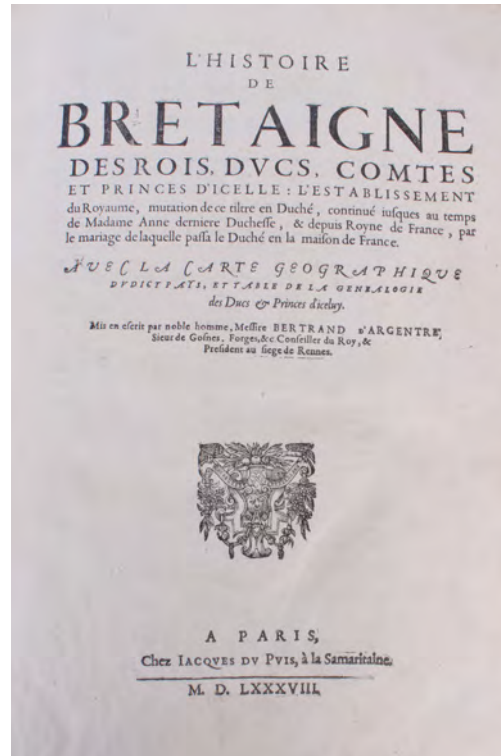 L'HISTOIRE
DE
BRETAIGNE
DES ROIS, DVCS, COMTES
ET PRINCES D'ICELLE: L'ESTABLISSEMENT
du Royaume, mutation de ce tiltre en Duché, continué iusques au temps
de Madame Anne derniere Duchesse, & depuis Royne de France, par
le mariage de laquelle passa le Duché en la maison de France.
AVEC LA CARTE GEOGRAPHIQVE
DVDICT PAYS, ET TABLE DE LA GENEALOGIE
des Ducs & Princes d'iceluy.
Mis en escrit par noble homme, Messire BERTRAND D'ARGENTRE',
Sieur de Gosnes, Forges, &c Conseiller du Roy, &
President au siege de Rennes.
A PARIS,
Chez IACQVES DV PVIS, à la Samaritaine.
M. D. LXXXVIII.